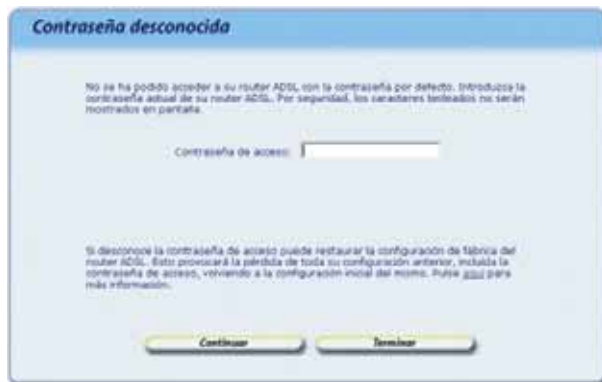 Contraseña desconocida
No se ha podido acceder a su router ADSL con la contraseña por defecto. Introduzca la
contraseña actual de su router ADSL. Por seguridad, los caracteres tecleados no serán
mostrados en pantalla.
Contraseña de acceso:
Si desconoce la contraseña de acceso puede restaurar la configuración de fábrica del
router ADSL. Esto provocará la pérdida de toda su configuración anterior, incluida la
contraseña de acceso, volviendo a la configuración inicial del mismo. Pulse aquí para
más información.
Continuar
Terminar